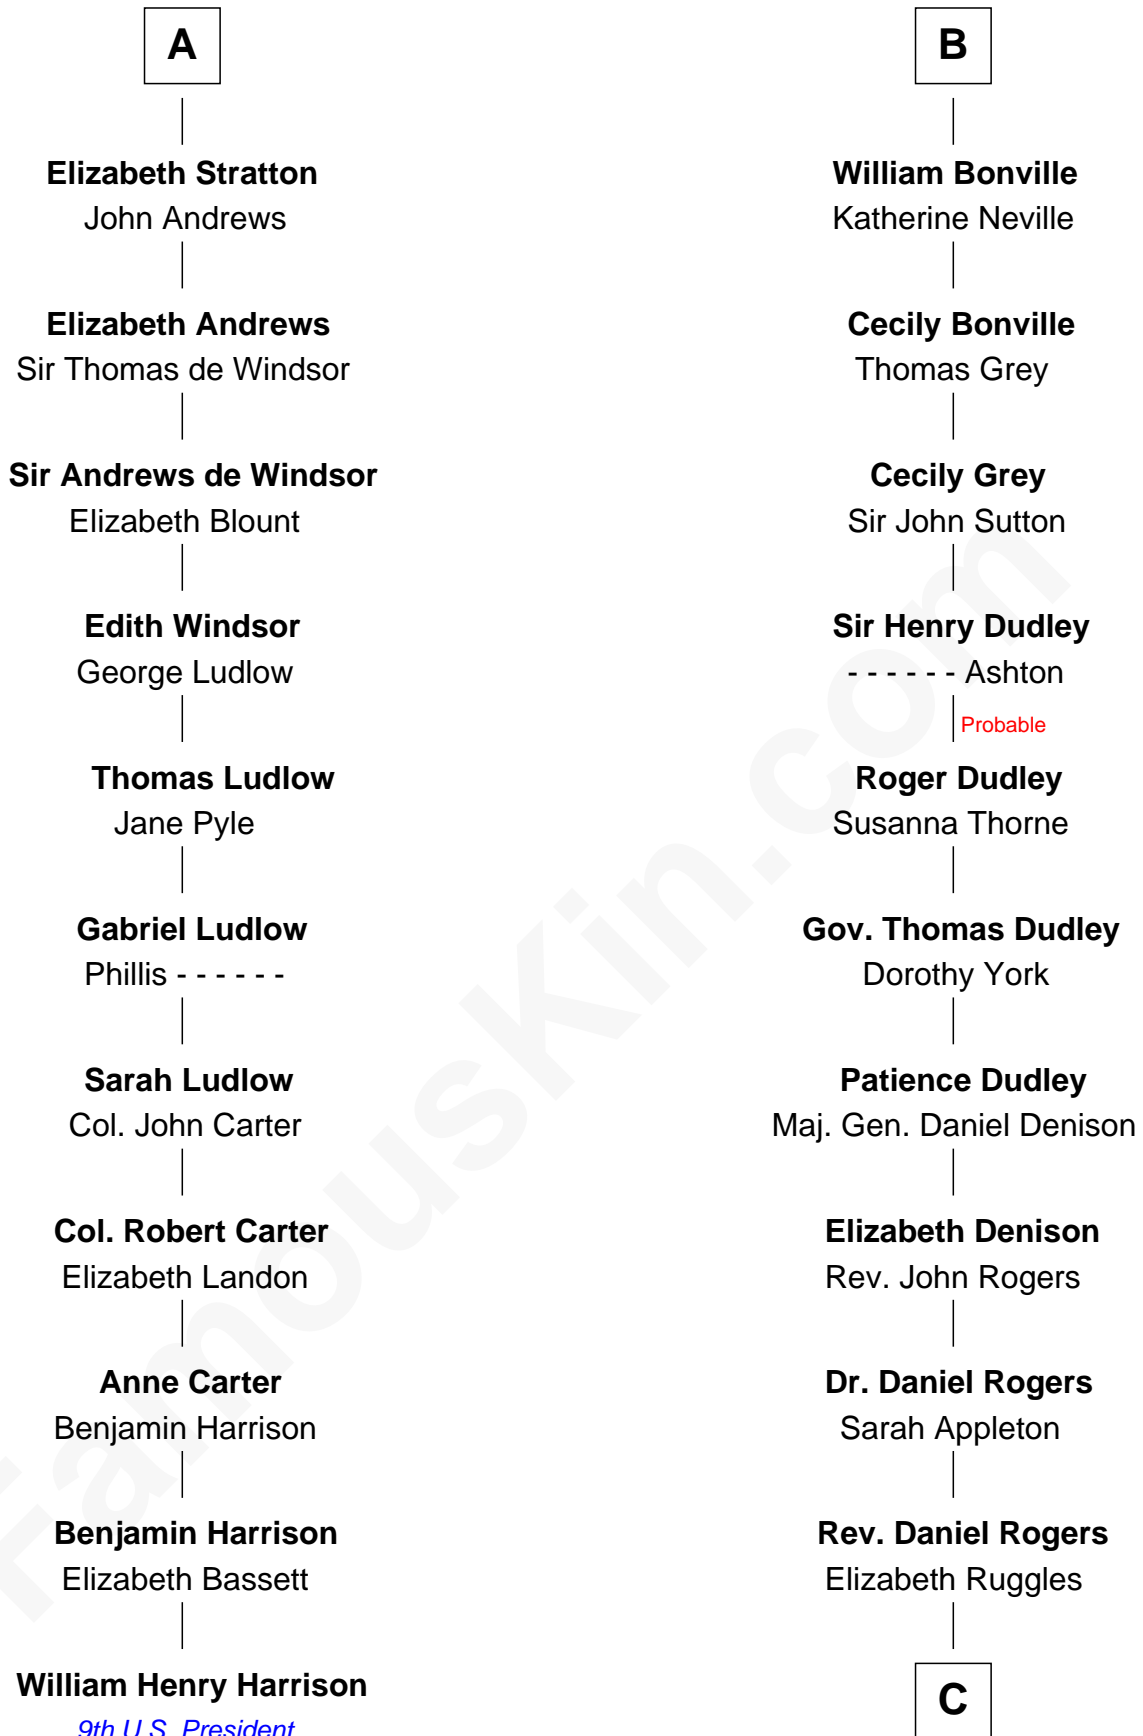 A
Elizabeth Stratton
John Andrews
Elizabeth Andrews
Sir Thomas de Windsor
Sir Andrews de Windsor
Elizabeth Blount
Edith Windsor
George Ludlow
Thomas Ludlow
Jane Pyle
Gabriel Ludlow
Phillis - - - - - -
Sarah Ludlow
Col. John Carter
Col. Robert Carter
Elizabeth Landon
Anne Carter
Benjamin Harrison
Benjamin Harrison
Elizabeth Bassett
William Henry Harrison
9th U.S. President
B
William Bonville
Katherine Neville
Cecily Bonville
Thomas Grey
Cecily Grey
Sir John Sutton
Sir Henry Dudley
- - - - - - Ashton
Probable
Roger Dudley
Susanna Thorne
Gov. Thomas Dudley
Dorothy York
Patience Dudley
Maj. Gen. Daniel Denison
Elizabeth Denison
Rev. John Rogers
Dr. Daniel Rogers
Sarah Appleton
Rev. Daniel Rogers
Elizabeth Ruggles
C
FamousKin.com